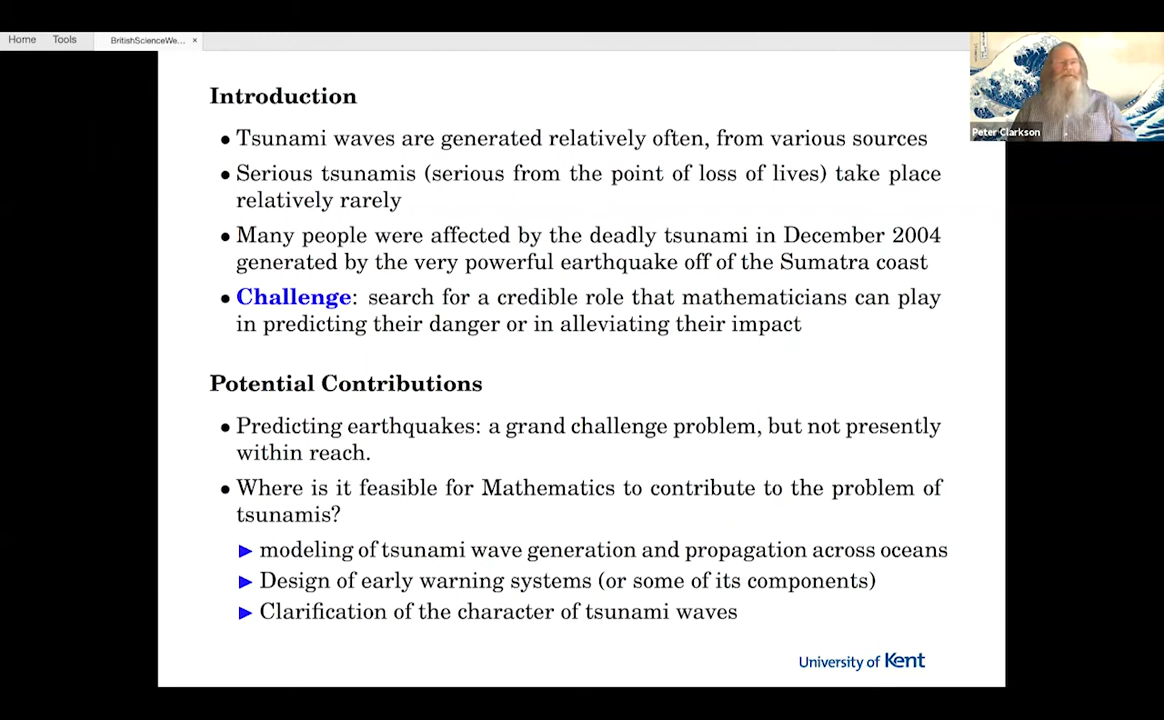 Home Tools BritishScienceWe... ×
Introduction
• Tsunami waves are generated relatively often, from various sources
• Serious tsunamis (serious from the point of loss of lives) take place
relatively rarely
• Many people were affected by the deadly tsunami in December 2004
generated by the very powerful earthquake off of the Sumatra coast
• Challenge: search for a credible role that mathematicians can play
in predicting their danger or in alleviating their impact
Potential Contributions
• Predicting earthquakes: a grand challenge problem, but not presently
within reach.
• Where is it feasible for Mathematics to contribute to the problem of
tsunamis?
▶ modeling of tsunami wave generation and propagation across oceans
▶ Design of early warning systems (or some of its components)
▶ Clarification of the character of tsunami waves
University of Kent
Peter Clarkson